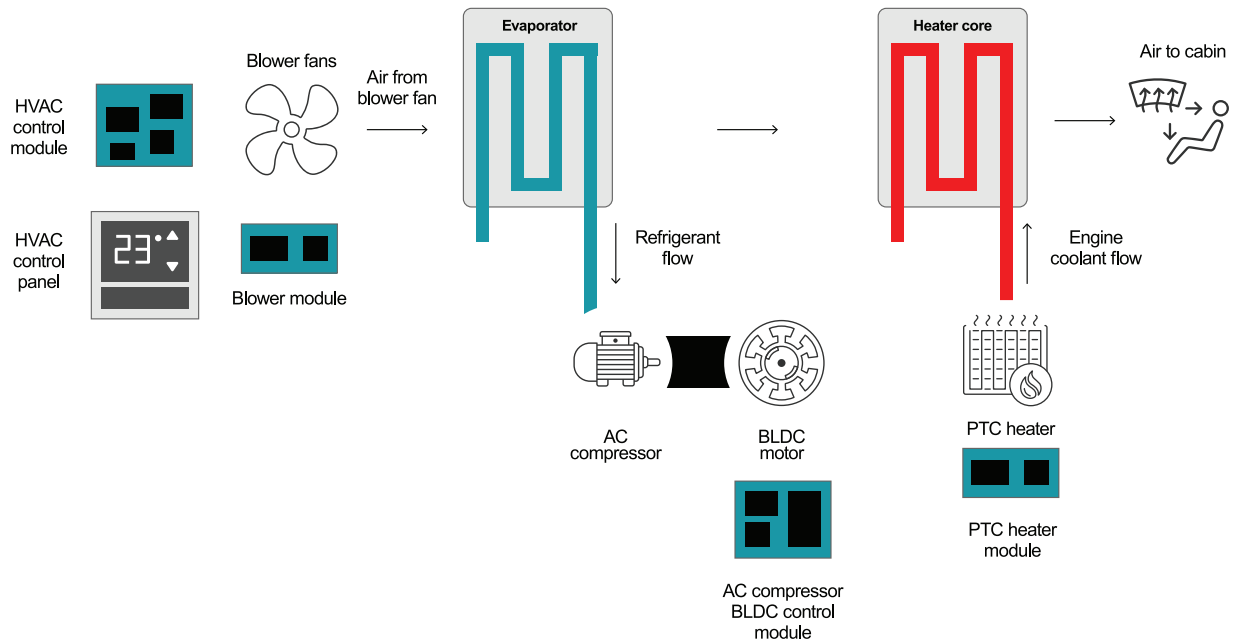 Evaporator
Heater core
Blower fans
Air from
blower fan
Air to cabin
HVAC
control
module
HVAC
control
panel
23°
Blower module
Refrigerant
flow
Engine
coolant flow
AC
compressor
BLDC
motor
PTC heater
AC compressor
BLDC control
module
PTC heater
module